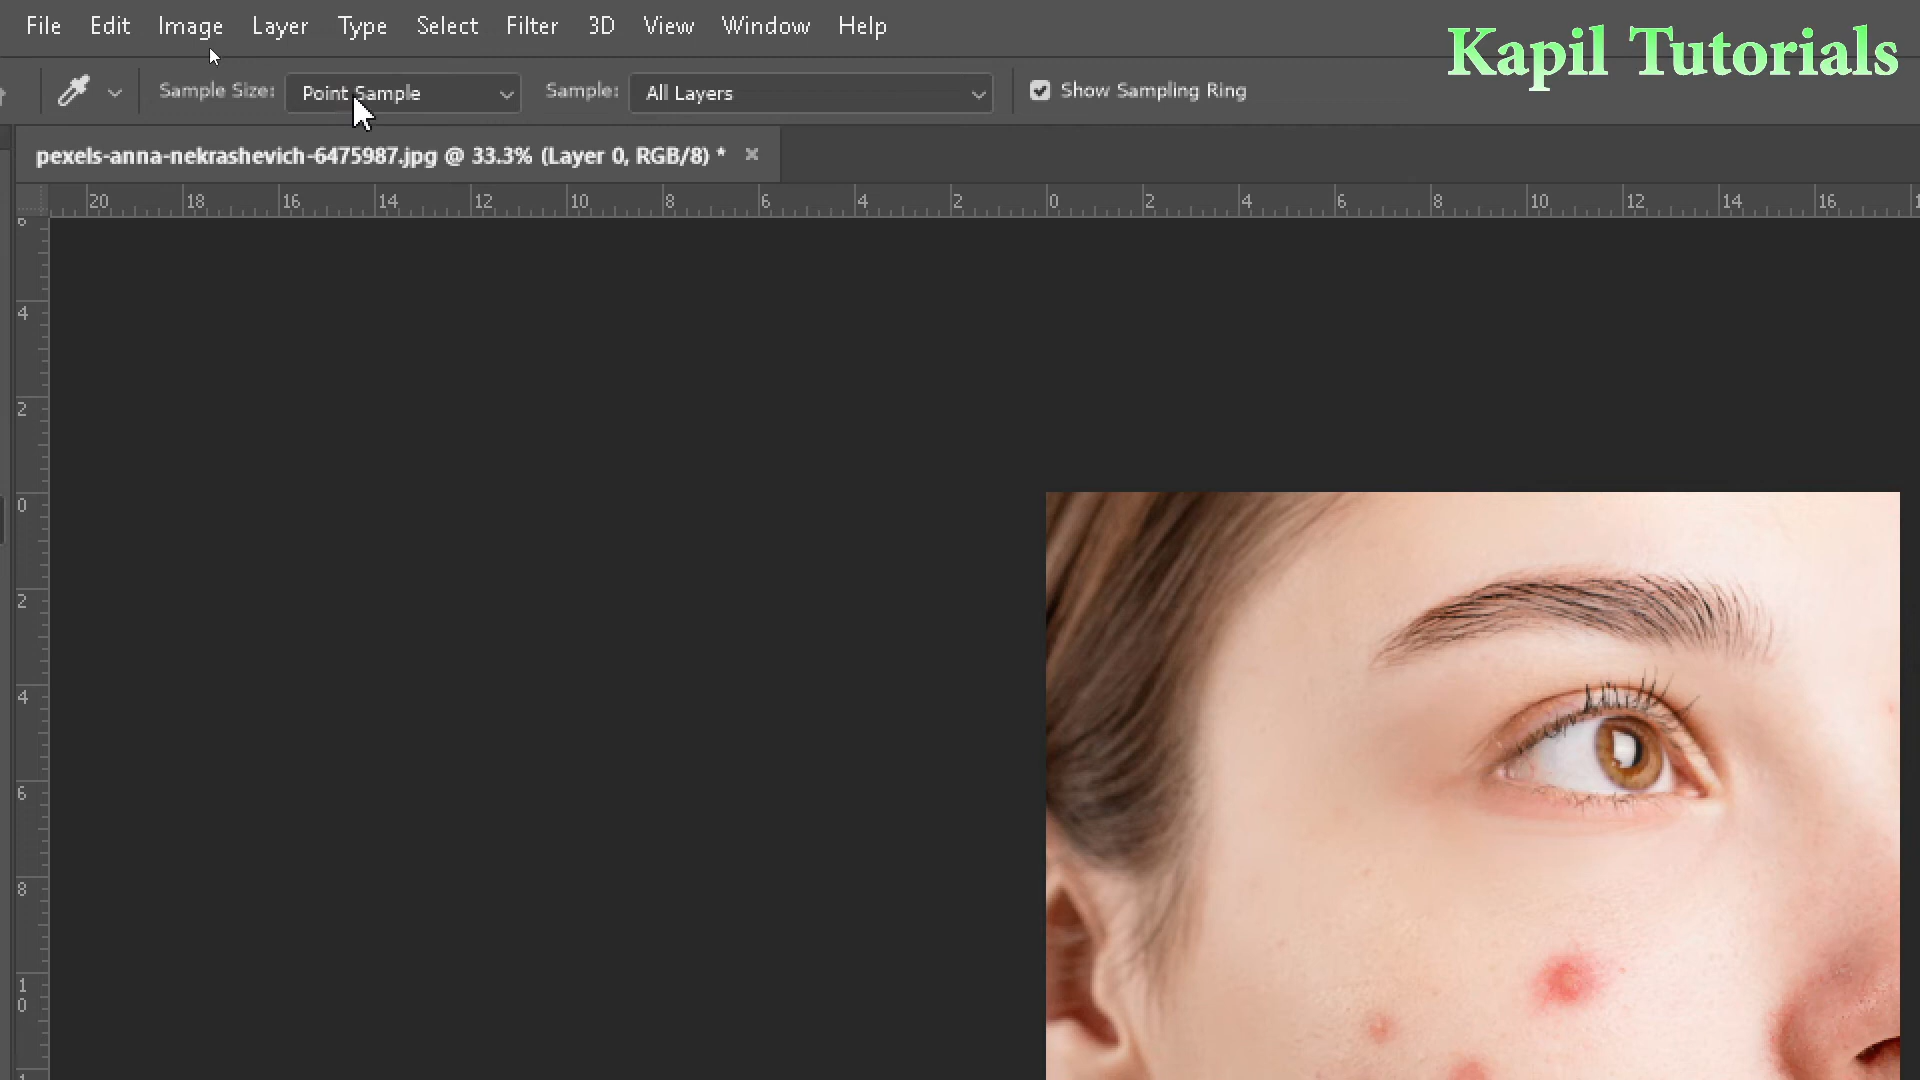 File Edit Image Layer Type Select Filter 3D View Window Help
Kapil Tutorials
Sample Size: Point Sample Sample: All Layers Show Sampling Ring
pexels-anna-nekrashevich-6475987.jpg @ 33.3% (Layer 0, RGB/8) * ×
20 18 16 14 12 10 8 6 4 2 0 2 4 6 8 10 12 14 16
4
2
0
2
4
6
8
1
0